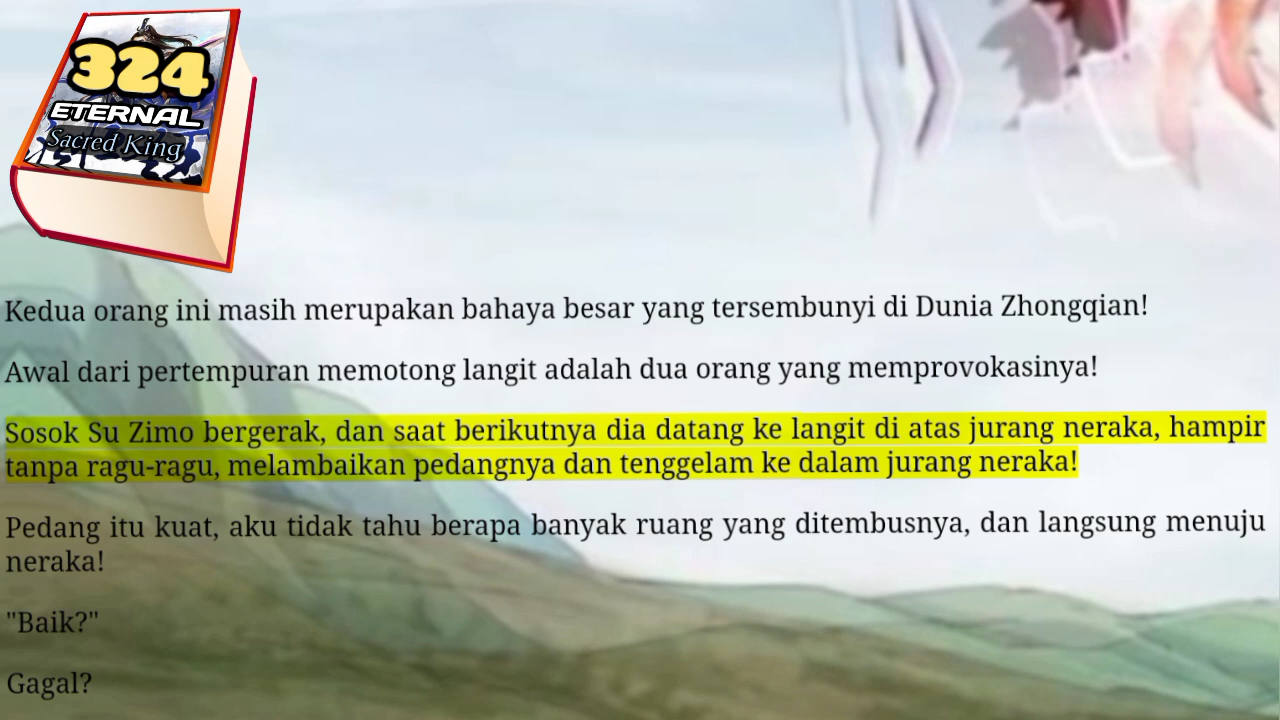 324
ETERNAL
Sacred King
Kedua orang ini masih merupakan bahaya besar yang tersembunyi di Dunia Zhongqian!
Awal dari pertempuran memotong langit adalah dua orang yang memprovokasinya!
Sosok Su Zimo bergerak, dan saat berikutnya dia datang ke langit di atas jurang neraka, hampir
tanpa ragu-ragu, melambaikan pedangnya dan tenggelam ke dalam jurang neraka!
Pedang itu kuat, aku tidak tahu berapa banyak ruang yang ditembusnya, dan langsung menuju
neraka!
"Baik?"
Gagal?